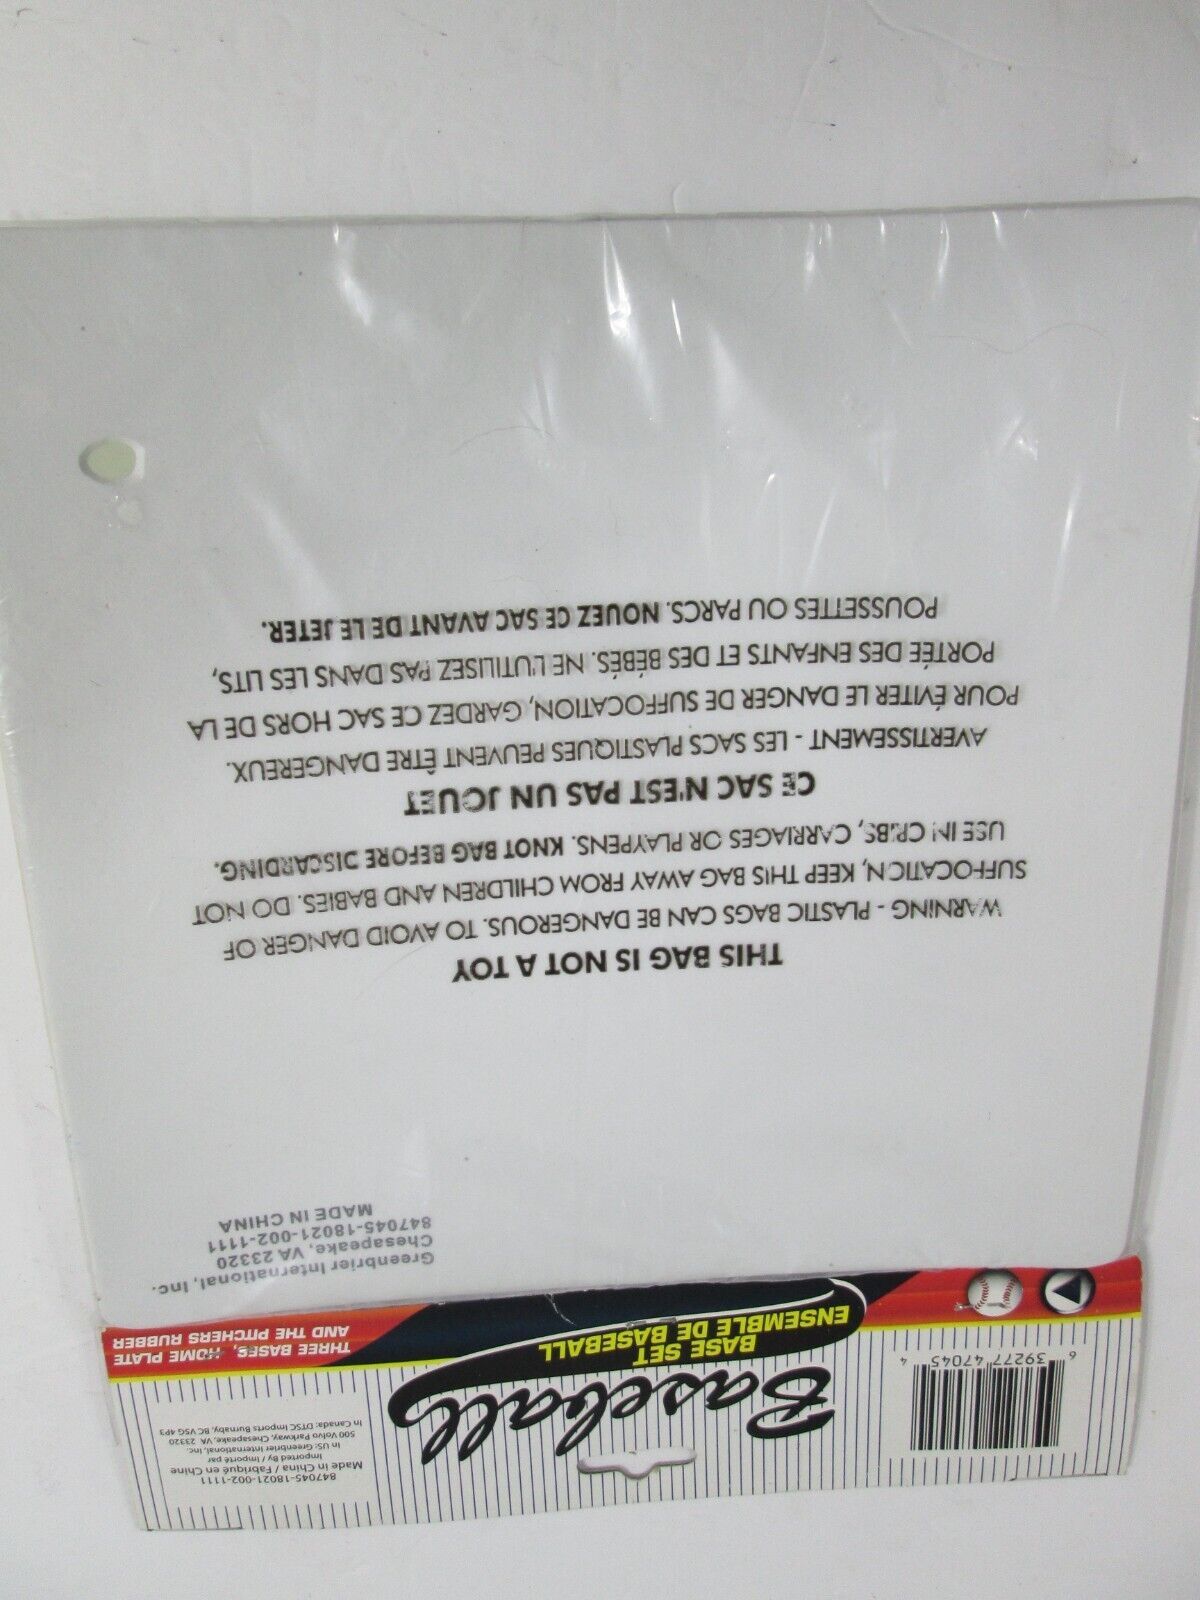 847045-18021-002-1111
Made in China / Fabriqué en Chine
Imported By / Importé par
In US: Greenbrier International, Inc.
500 Volvo Parkway, Chesapeake, VA 23320
In Canada: DTSC Imports Burnaby, BC V5G 4P3
Baseball
BASE SET
ENSEMBLE DE BASEBALL
6 39277 47045 4
THREE BASES, HOME PLATE
AND THE PITCHERS RUBBER
Greenbrier International, Inc.
Chesapeake, VA 23320
847045-18021-002-1111
MADE IN CHINA
THIS BAG IS NOT A TOY
WARNING - PLASTIC BAGS CAN BE DANGEROUS. TO AVOID DANGER OF
SUFFOCATION, KEEP THIS BAG AWAY FROM CHILDREN AND BABIES. DO NOT
USE IN CRIBS, CARRIAGES OR PLAYPENS. KNOT BAG BEFORE DISCARDING.
CE SAC N'EST PAS UN JOUET
AVERTISSEMENT - LES SACS PLASTIQUES PEUVENT ÊTRE DANGEREUX.
POUR ÉVITER LE DANGER DE SUFFOCATION, GARDEZ CE SAC HORS DE LA
PORTÉE DES ENFANTS ET DES BÉBÉS. NE L'UTILISEZ PAS DANS LES LITS,
POUSSETTES OU PARCS. NOUEZ CE SAC AVANT DE LE JETER.